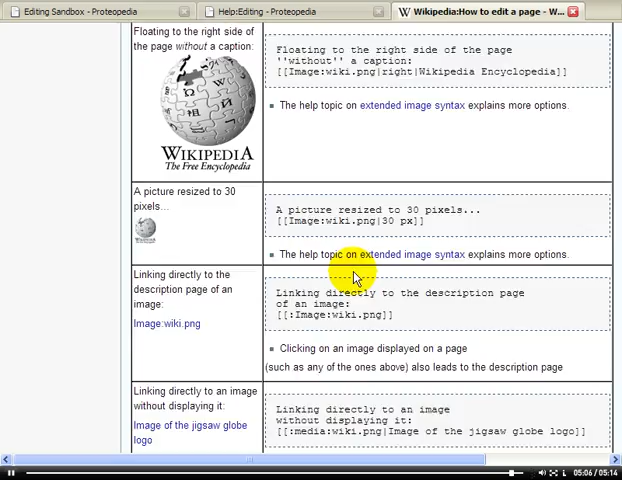 Editing Sandbox - Proteopedia
Help:Editing - Proteopedia
Wikipedia:How to edit a page - W...
Floating to the right side of
the page without a caption:
WIKIPEDIA
The Free Encyclopedia
Floating to the right side of the page
''without'' a caption:
[[Image:wiki.png|right|Wikipedia Encyclopedia]]
The help topic on extended image syntax explains more options.
A picture resized to 30
pixels...
A picture resized to 30 pixels...
[[Image:wiki.png|30 px]]
The help topic on extended image syntax explains more options.
Linking directly to the
description page of an
image:
Image:wiki.png
Linking directly to the description page
of an image:
[[:Image:wiki.png]]
Clicking on an image displayed on a page
(such as any of the ones above) also leads to the description page
Linking directly to an image
without displaying it:
Image of the jigsaw globe
logo
Linking directly to an image
without displaying it:
[[:media:wiki.png|Image of the jigsaw globe logo]]
05:06 / 05:14